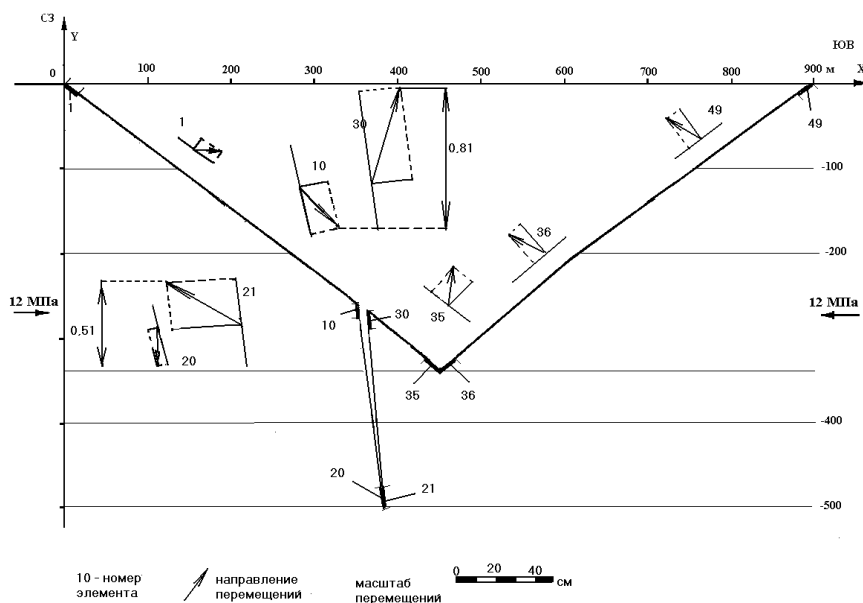 СЗ
Y
ЮВ
0
100
200
300
400
500
600
700
800
900 м
X
1
49
1
30
49
10
0,81
-100
36
-200
21
35
12 МПа
12 МПа
10
30
0,51
20
35
36
-400
20
21
-500
10 - номер
элемента
направление
перемещений
масштаб
перемещений
0 20 40
см